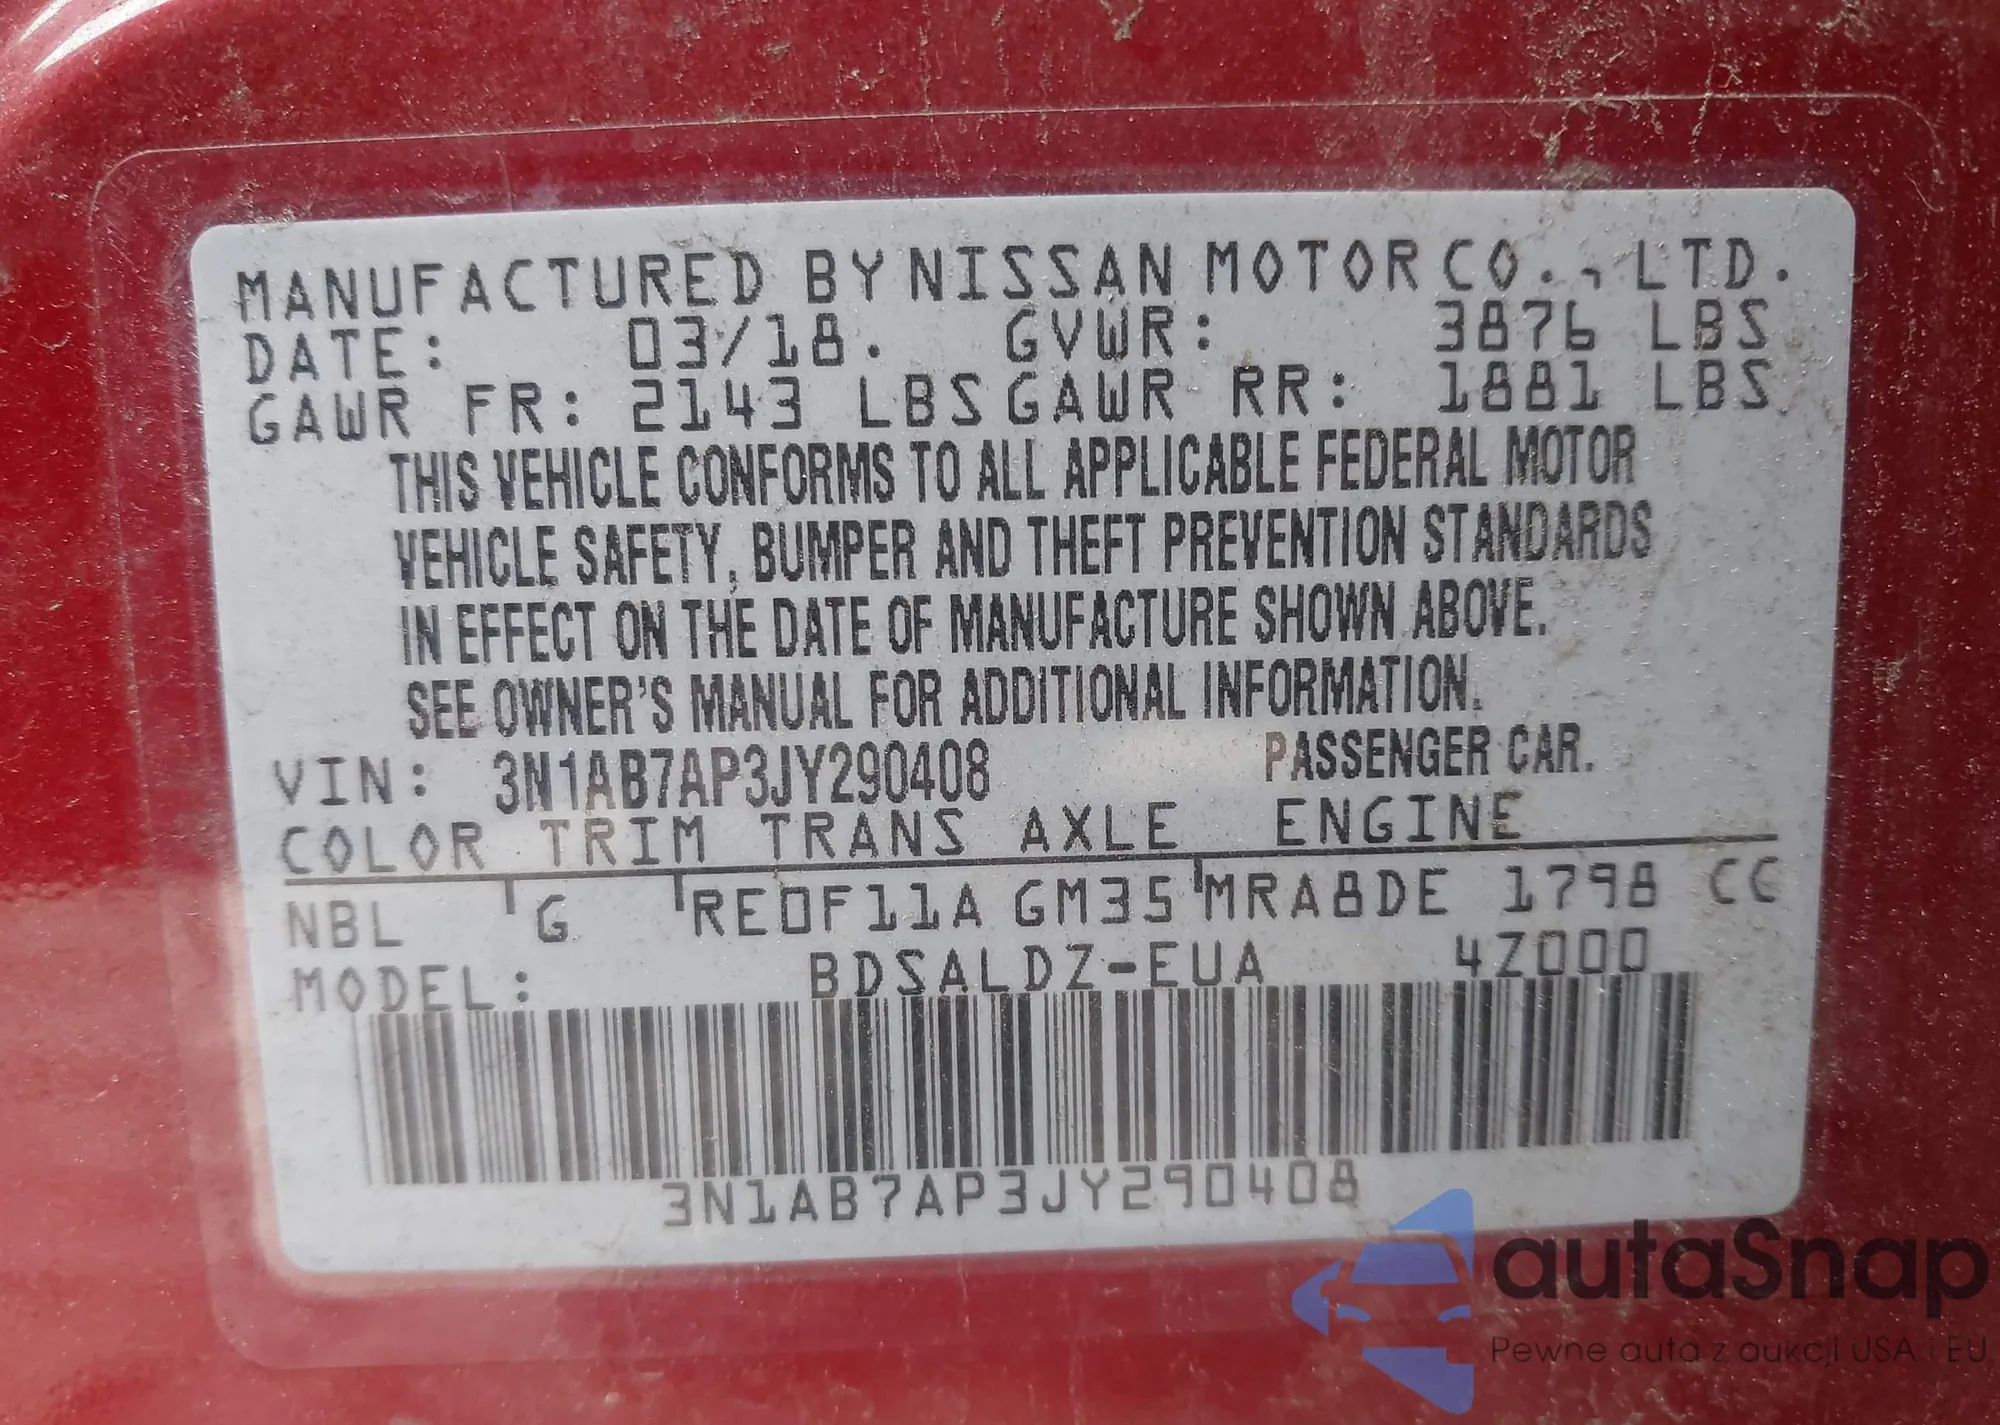 MANUFACTURED BY NISSAN MOTOR CO., LTD.
DATE: 03/18. GVWR: 3876 LBS
GAWR FR: 2143 LBS GAWR RR: 1881 LBS
THIS VEHICLE CONFORMS TO ALL APPLICABLE FEDERAL MOTOR
VEHICLE SAFETY, BUMPER AND THEFT PREVENTION STANDARDS
IN EFFECT ON THE DATE OF MANUFACTURE SHOWN ABOVE.
SEE OWNER'S MANUAL FOR ADDITIONAL INFORMATION.
VIN: 3N1AB7AP3JY290408 PASSENGER CAR.
COLOR TRIM TRANS AXLE ENGINE
NBL G RE0F11A GM35 MRA8DE 1798 CC
MODEL: BDSALDZ-EUA 4Z000
3N1AB7AP3JY290408
autaSnap
Pewne auta z aukcji USA i EU